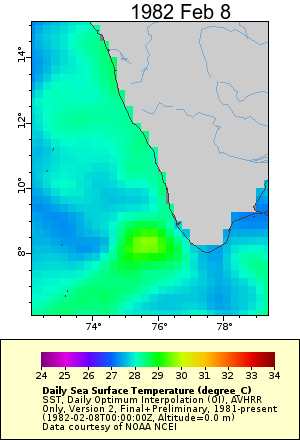 1982 Feb 8
14°
12°
10°
8°
74°
76°
78°
24 25 26 27 28 29 30 31 32 33 34
Daily Sea Surface Temperature (degree_C)
SST, Daily Optimum Interpolation (OI), AVHRR
Only, Version 2, Final+Preliminary, 1981-present
(1982-02-08T00:00:00Z, Altitude=0.0 m)
Data courtesy of NOAA NCEI